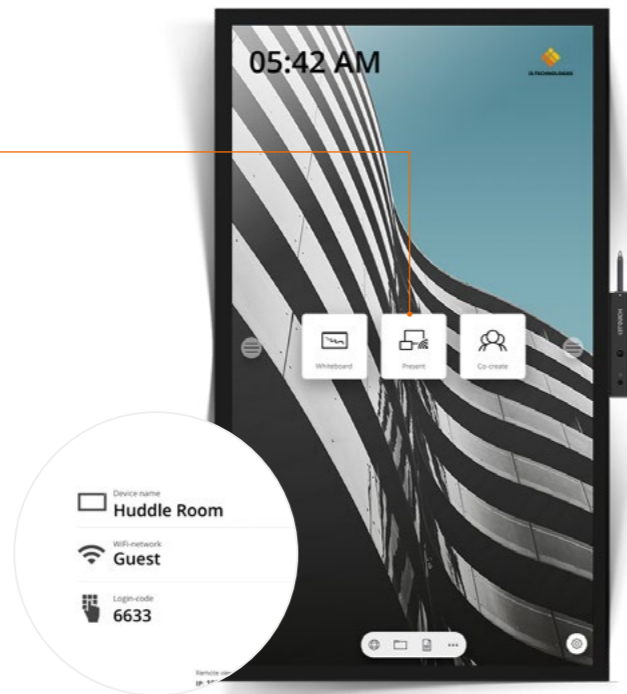 05:42 AM
Whiteboard
Present
Co-create
Device name
Huddle Room
WiFi-network
Guest
Login-code
6633